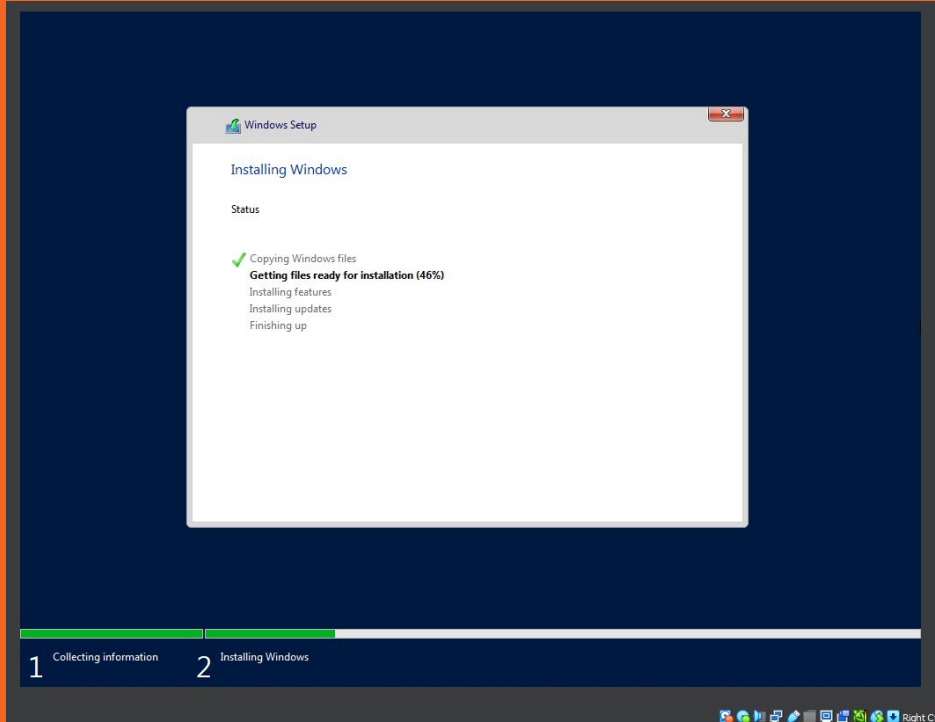 Windows Setup
Installing Windows
Status
Copying Windows files
Getting files ready for installation (46%)
Installing features
Installing updates
Finishing up
1 Collecting information 2 Installing Windows
Right C